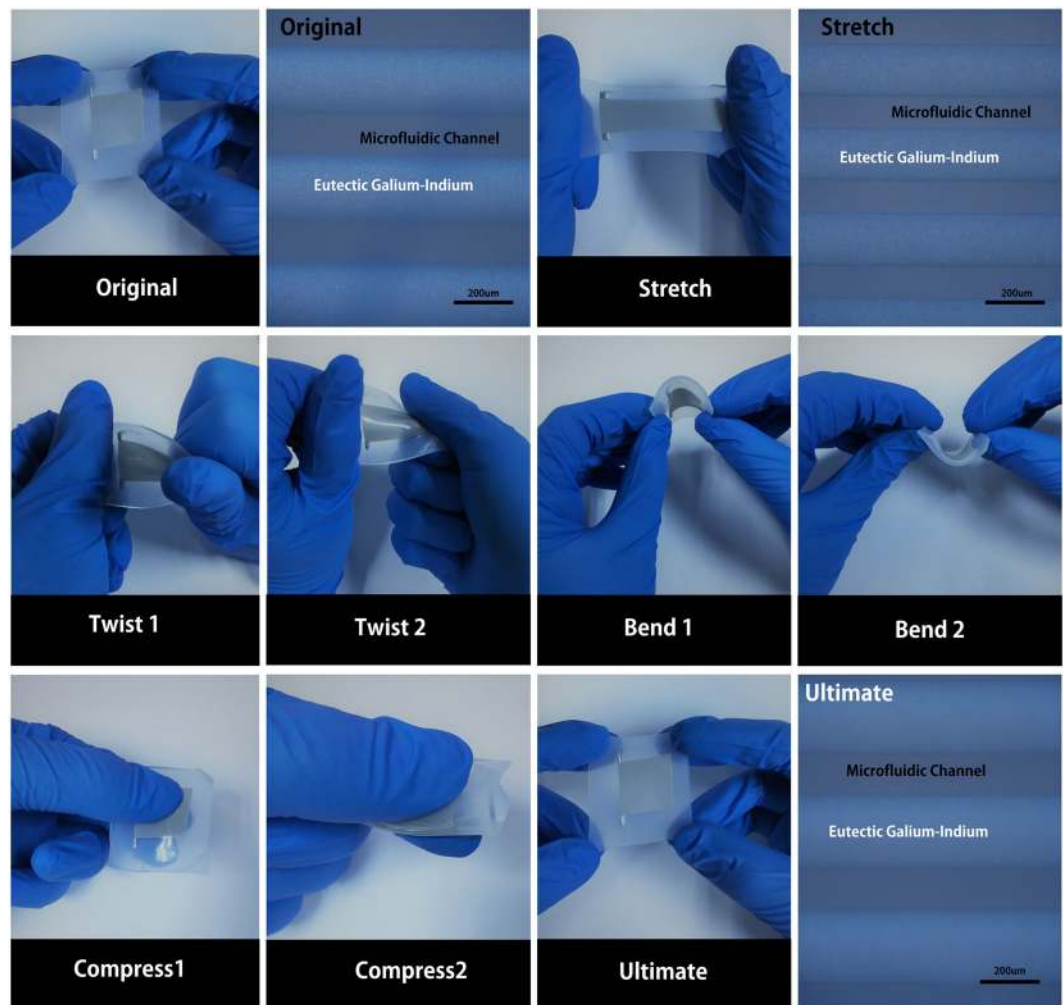 Original
Microfluidic Channel
Eutectic Galium-Indium
200um
Original
Stretch
Microfluidic Channel
Eutectic Galium-Indium
200um
Stretch
Twist 1
Twist 2
Bend 1
Bend 2
Ultimate
Microfluidic Channel
Eutectic Galium-Indium
200um
Compress1
Compress2
Ultimate